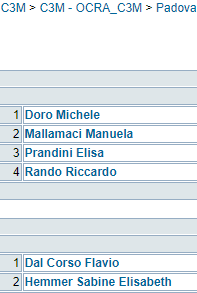 C3M > C3M - OCRA_C3M > Padova
1 Doro Michele
2 Mallamaci Manuela
3 Prandini Elisa
4 Rando Riccardo
1 Dal Corso Flavio
2 Hemmer Sabine Elisabeth